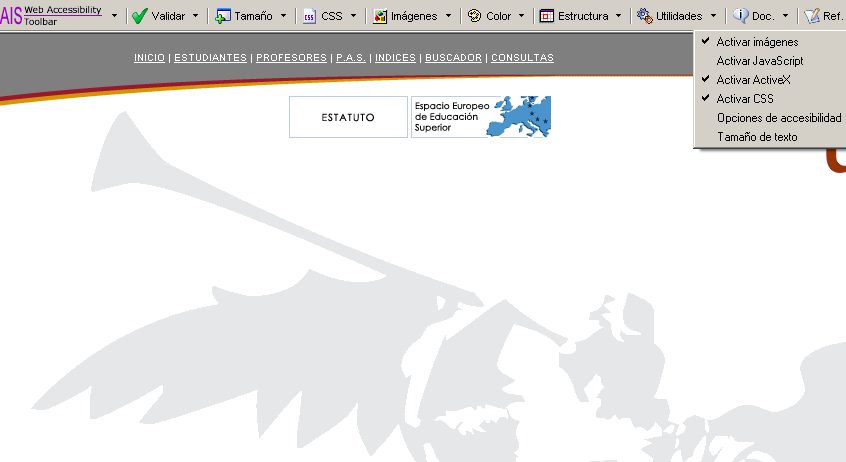 AIS Web Accessibility Toolbar Validar Tamaño CSS Imágenes Color Estructura Utilidades Doc. Ref.
INICIO | ESTUDIANTES | PROFESORES | P.A.S. | INDICES | BUSCADOR | CONSULTAS
Activar imágenes
Activar JavaScript
Activar ActiveX
Activar CSS
Opciones de accesibilidad
Tamaño de texto
ESTATUTO
Espacio Europeo
de Educación
Superior